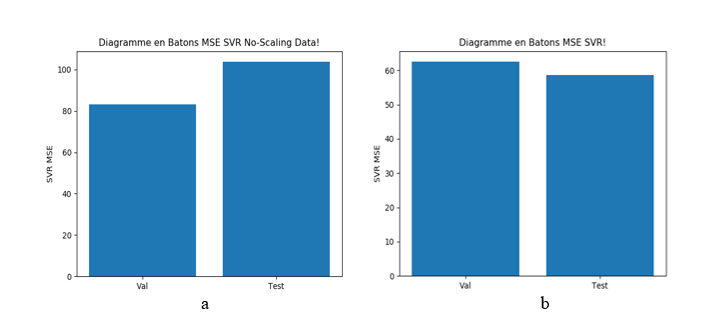 Diagramme en Batons MSE SVR No-Scaling Data!
SVR MSE
100
80
60
40
20
0
Val
Test
a
Diagramme en Batons MSE SVR!
SVR MSE
60
50
40
30
20
10
0
Val
Test
b